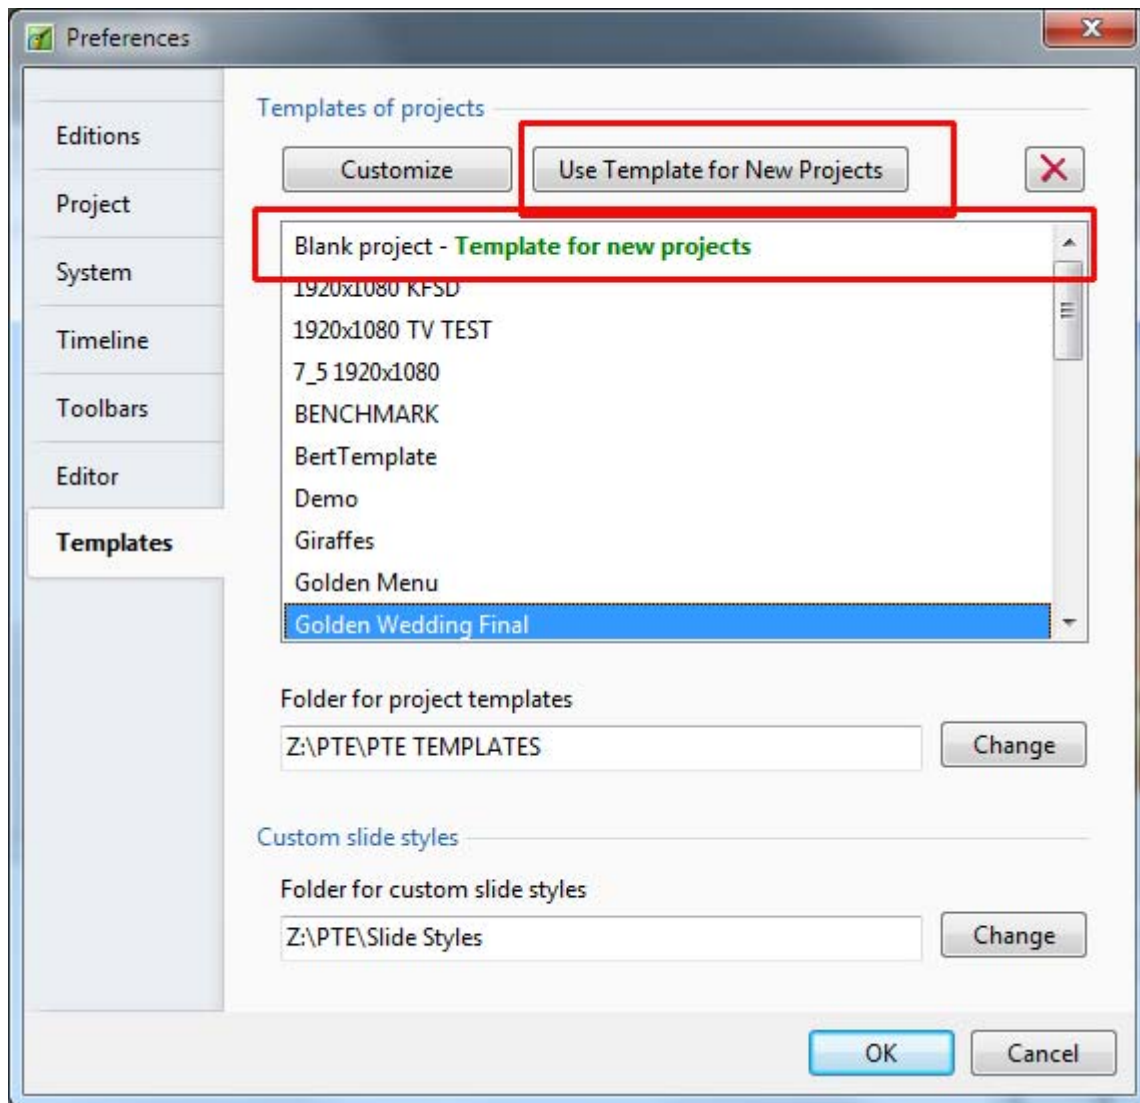 Preferences
Templates of projects
Editions
Customize
Use Template for New Projects
Project
Blank project - Template for new projects
System
1920x1080 KFSD
1920x1080 TV TEST
Timeline
7_5 1920x1080
Toolbars
BENCHMARK
BertTemplate
Editor
Demo
Templates
Giraffes
Golden Menu
Golden Wedding Final
Folder for project templates
Z:\PTE\PTE TEMPLATES
Change
Custom slide styles
Folder for custom slide styles
Z:\PTE\Slide Styles
Change
OK
Cancel